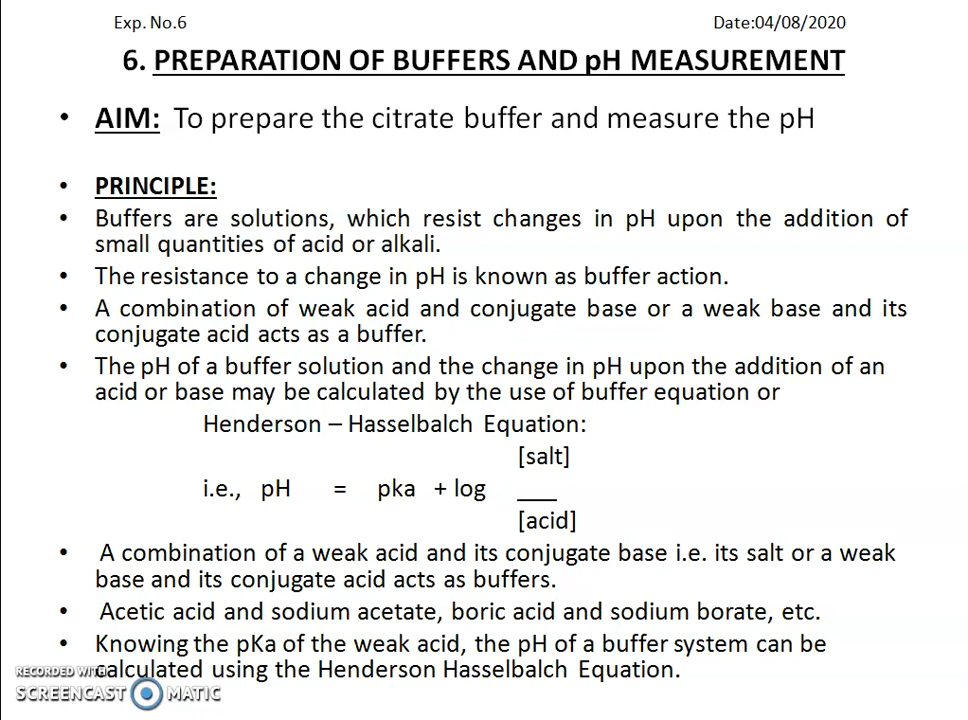 Exp. No.6 Date:04/08/2020
6. PREPARATION OF BUFFERS AND pH MEASUREMENT
• AIM: To prepare the citrate buffer and measure the pH
• PRINCIPLE:
• Buffers are solutions, which resist changes in pH upon the addition of
small quantities of acid or alkali.
• The resistance to a change in pH is known as buffer action.
• A combination of weak acid and conjugate base or a weak base and its
conjugate acid acts as a buffer.
• The pH of a buffer solution and the change in pH upon the addition of an
acid or base may be calculated by the use of buffer equation or
Henderson – Hasselbalch Equation:
[salt]
i.e., pH = pka + log ___
[acid]
• A combination of a weak acid and its conjugate base i.e. its salt or a weak
base and its conjugate acid acts as buffers.
• Acetic acid and sodium acetate, boric acid and sodium borate, etc.
• Knowing the pKa of the weak acid, the pH of a buffer system can be
calculated using the Henderson Hasselbalch Equation.
RECORDED WITH
SCREENCAST MATIC